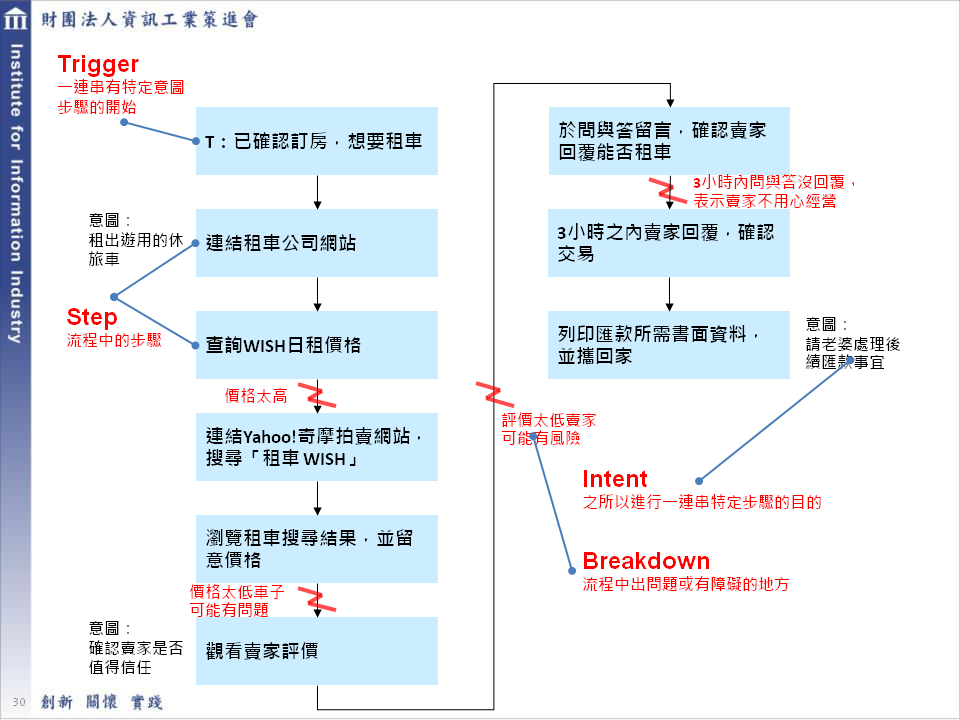 財團法人資訊工業策進會
Institute for Information Industry
Trigger
一連串有特定意圖
步驟的開始
T：已確認訂房，想要租車
意圖：
租出遊用的休
旅車
連結租車公司網站
Step
流程中的步驟
查詢WISH日租價格
價格太高
連結Yahoo!奇摩拍賣網站，
搜尋「租車 WISH」
瀏覽租車搜尋結果，並留
意價格
價格太低車子
可能有問題
意圖：
確認賣家是否
值得信任
觀看賣家評價
評價太低賣家
可能有風險
於問與答留言，確認賣家
回覆能否租車
3小時內問與答沒回覆，
表示賣家不用心經營
3小時之內賣家回覆，確認
交易
列印匯款所需書面資料，
並攜回家
意圖：
請老婆處理後
續匯款事宜
Intent
之所以進行一連串特定步驟的目的
Breakdown
流程中出問題或有障礙的地方
30
創新 關懷 實踐